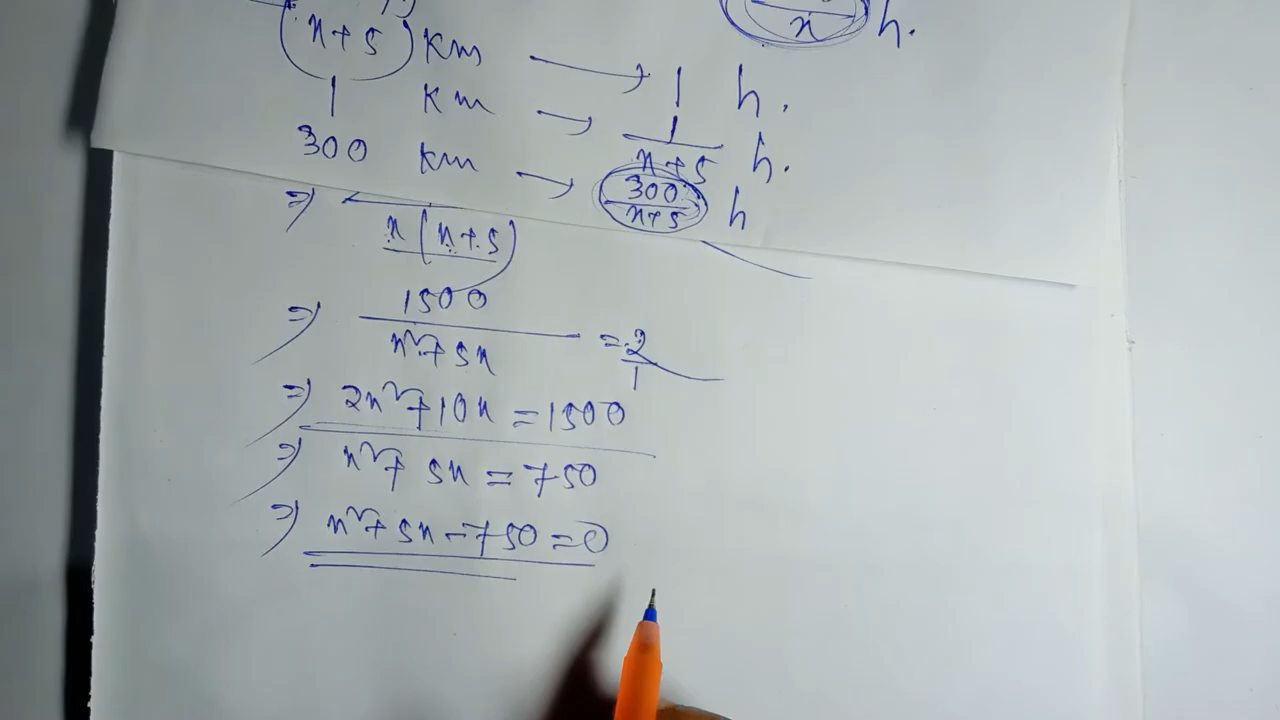 x h.
(x+5) km → 1 h.
1 km → 1/(x+5) h.
300 km → 300/(x+5) h
⇒ x(x+5)
⇒ 1500/(x²+5x) = 2/1
⇒ 2x²+10x=1500
⇒ x²+5x=750
⇒ x²+5x-750=0